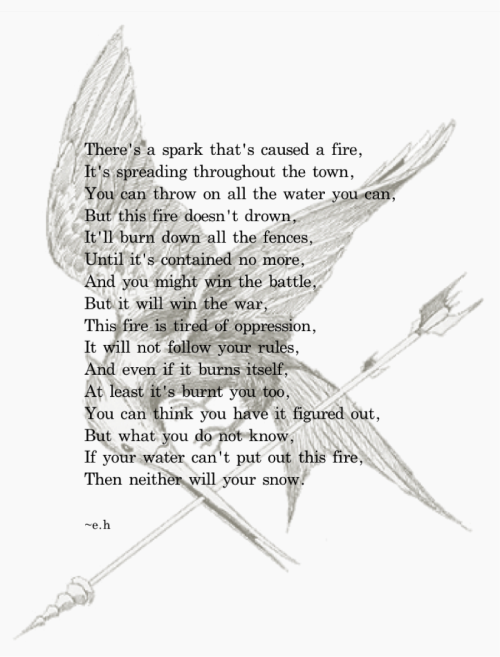 There's a spark that's caused a fire,
It's spreading throughout the town,
You can throw on all the water you can,
But this fire doesn't drown,
It'll burn down all the fences,
Until it's contained no more,
And you might win the battle,
But it will win the war,
This fire is tired of oppression,
It will not follow your rules,
And even if it burns itself,
At least it's burnt you too,
You can think you have it figured out,
But what you do not know,
If your water can't put out this fire,
Then neither will your snow.
~e.h